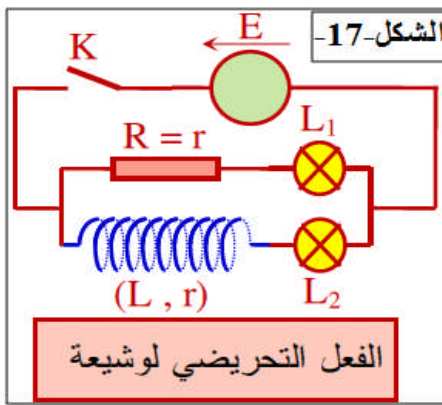 الشكل-17-
E
K
R = r
L₁
(L , r)
L₂
الفعل التحريضي لوشيعة